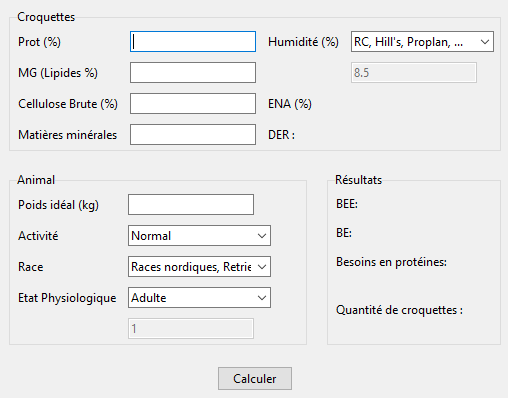 Croquettes
Prot (%)
Humidité (%)
RC, Hill's, Proplan, ...
MG (Lipides %)
8.5
Cellulose Brute (%)
ENA (%)
Matières minérales
DER :
Animal
Poids idéal (kg)
Activité
Normal
Race
Races nordiques, Retrie
Etat Physiologique
Adulte
1
Résultats
BEE:
BE:
Besoins en protéines:
Quantité de croquettes :
Calculer